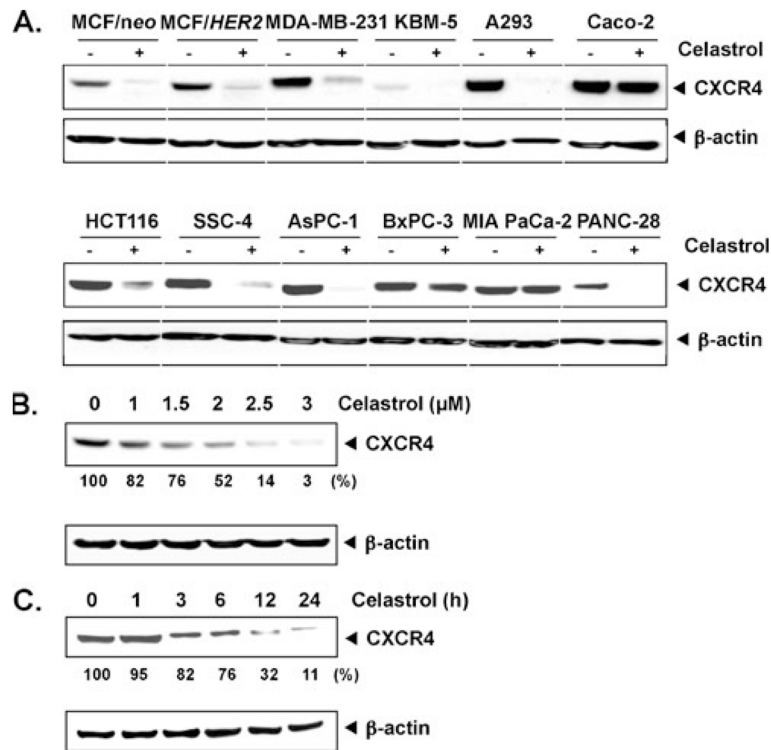 A.
MCF/neo MCF/HER2 MDA-MB-231 KBM-5 A293 Caco-2
- + - + - + - + - + - + Celastrol
◄ CXCR4
◄ β-actin
HCT116 SSC-4 AsPC-1 BxPC-3 MIA PaCa-2 PANC-28
- + - + - + - + - + - + Celastrol
◄ CXCR4
◄ β-actin
B.
0 1 1.5 2 2.5 3 Celastrol (µM)
◄ CXCR4
100 82 76 52 14 3 (%)
◄ β-actin
C.
0 1 3 6 12 24 Celastrol (h)
◄ CXCR4
100 95 82 76 32 11 (%)
◄ β-actin